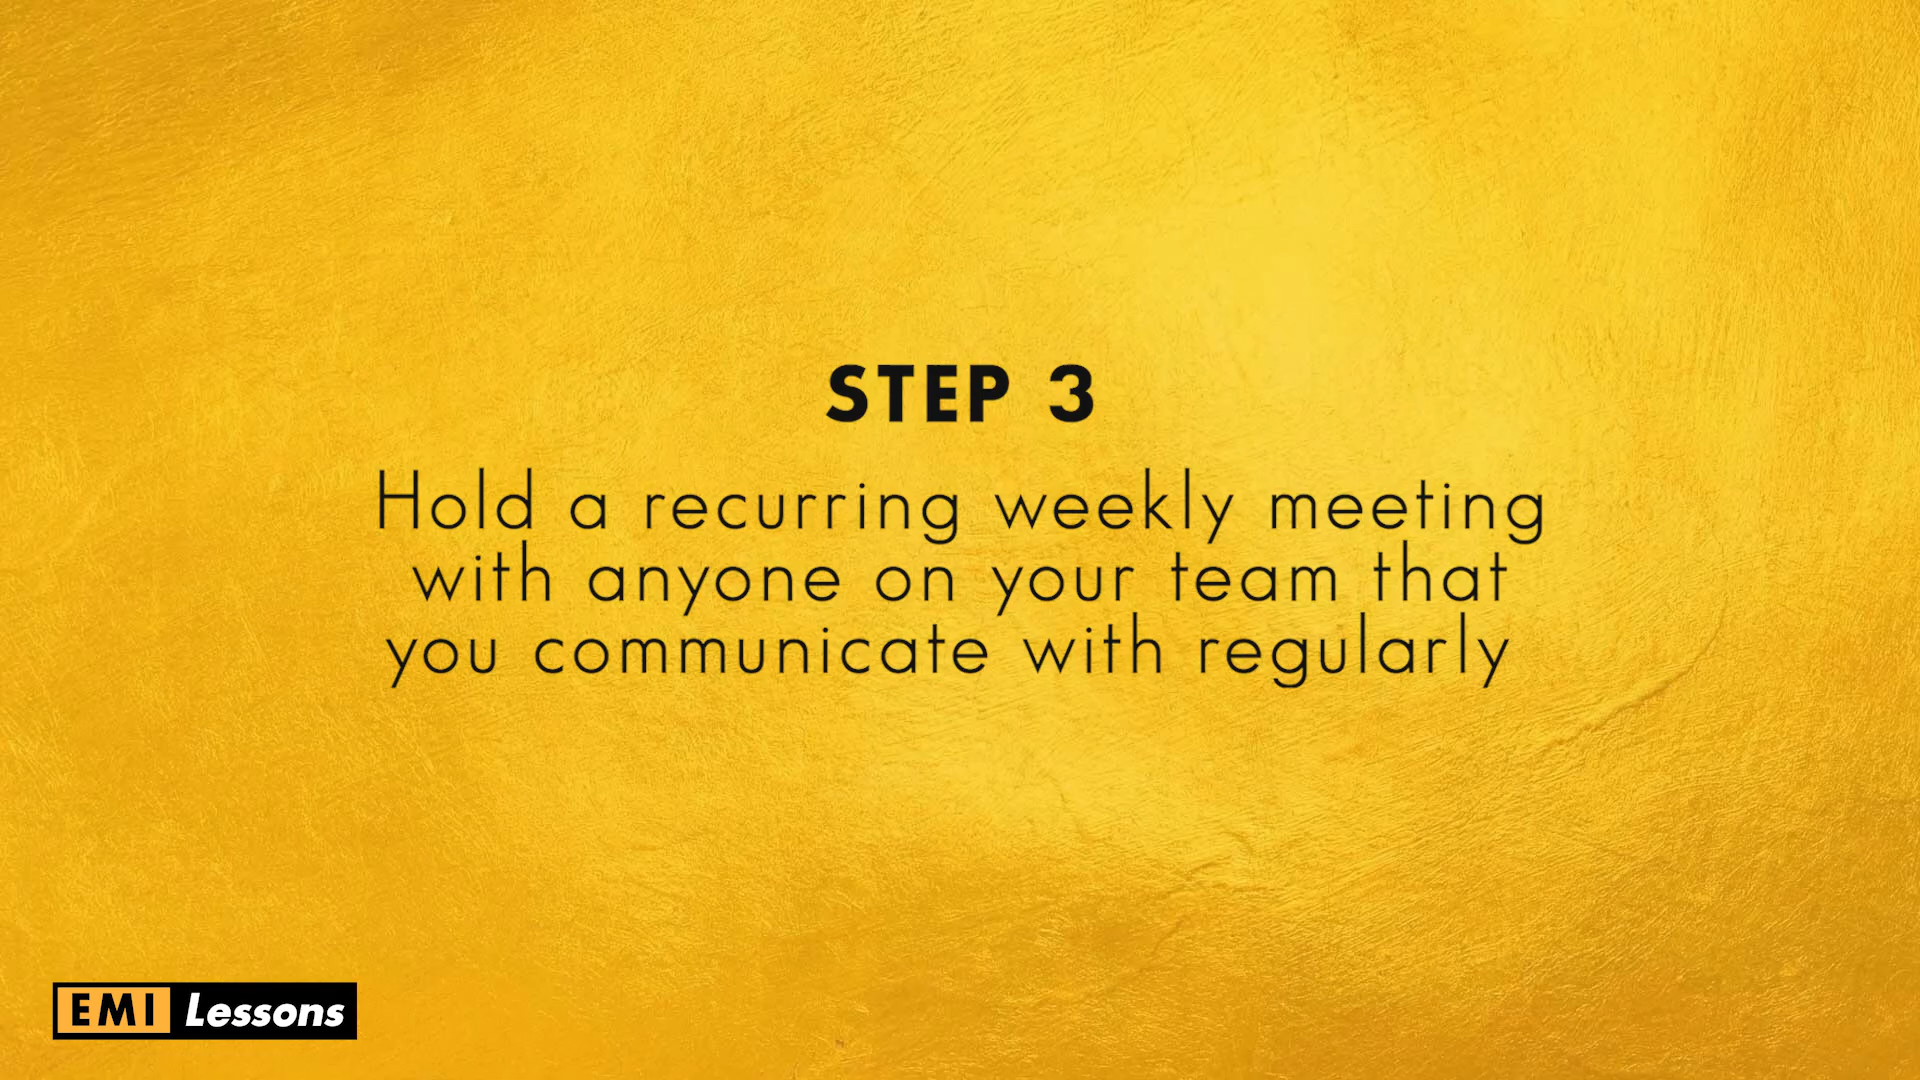 STEP 3
Hold a recurring weekly meeting
with anyone on your team that
you communicate with regularly
EMI Lessons